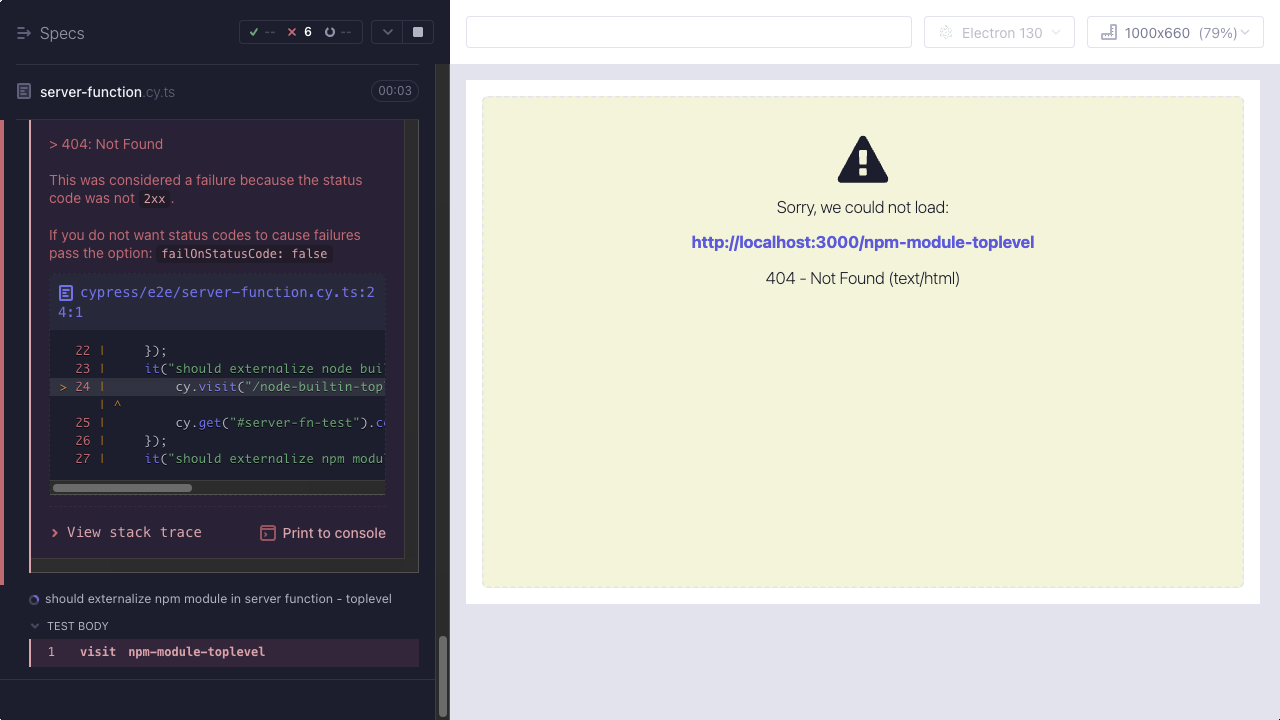 Specs
-- 6 --
server-function.cy.ts 00:03
> 404: Not Found
This was considered a failure because the status
code was not 2xx.
If you do not want status codes to cause failures
pass the option: failOnStatusCode: false
cypress/e2e/server-function.cy.ts:2
4:1
22 | });
23 | it("should externalize node bui
> 24 | cy.visit("/node-builtin-top
| ^
25 | cy.get("#server-fn-test").c
26 | });
27 | it("should externalize npm modu
View stack trace Print to console
should externalize npm module in server function - toplevel
TEST BODY
1 visit npm-module-toplevel
Electron 130 1000x660 (79%)
Sorry, we could not load:
http://localhost:3000/npm-module-toplevel
404 - Not Found (text/html)